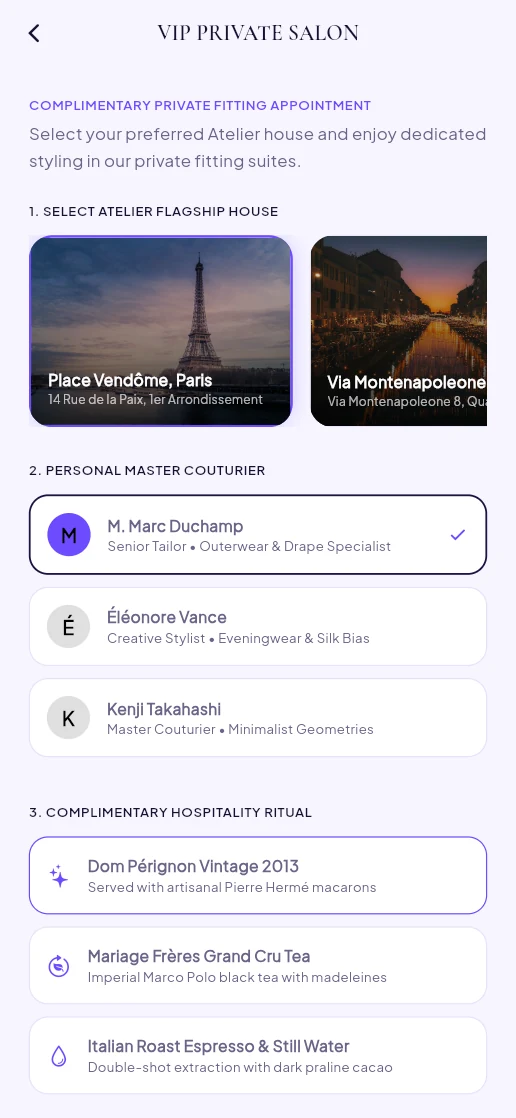 VIP PRIVATE SALON
COMPLIMENTARY PRIVATE FITTING APPOINTMENT
Select your preferred Atelier house and enjoy dedicated
styling in our private fitting suites.
1. SELECT ATELIER FLAGSHIP HOUSE
Place Vendôme, Paris
14 Rue de la Paix, 1er Arrondissement
Via Montenapoleone
Via Montenapoleone 8,
2. PERSONAL MASTER COUTURIER
M
M. Marc Duchamp
Senior Tailor • Outerwear & Drape Specialist
É
Éléonore Vance
Creative Stylist • Eveningwear & Silk Bias
K
Kenji Takahashi
Master Couturier • Minimalist Geometries
3. COMPLIMENTARY HOSPITALITY RITUAL
Dom Pérignon Vintage 2013
Served with artisanal Pierre Hermé macarons
Mariage Frères Grand Cru Tea
Imperial Marco Polo black tea with madeleines
Italian Roast Espresso & Still Water
Double-shot extraction with dark praline cacao